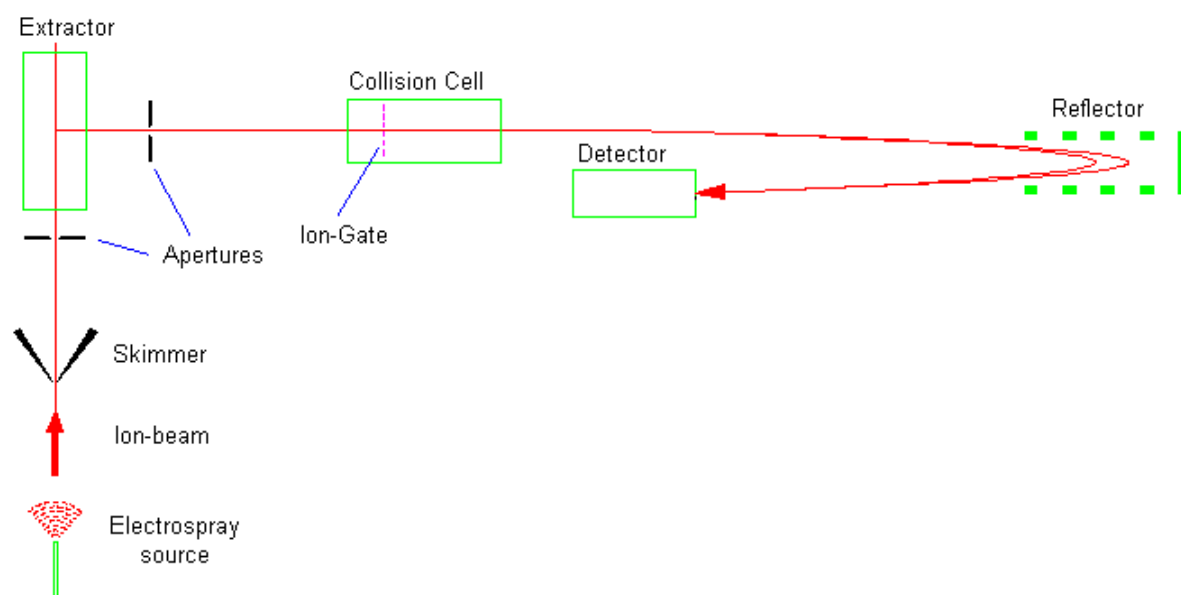 Extractor
Collision Cell
Reflector
Detector
Ion-Gate
Apertures
Skimmer
Ion-beam
Electrospray
source